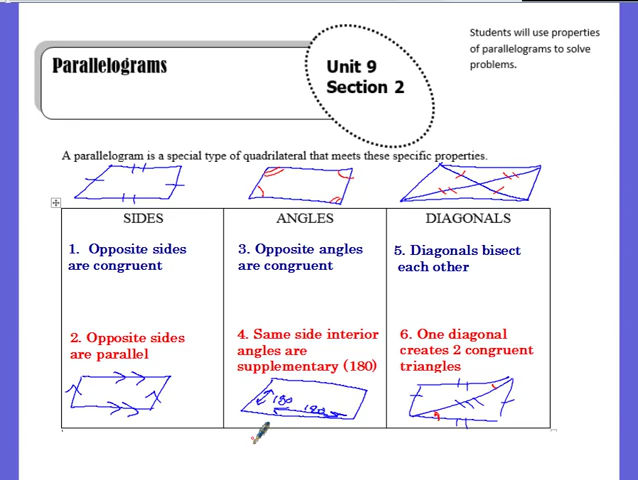 Students will use properties
of parallelograms to solve
problems.
Parallelograms
Unit 9
Section 2
A parallelogram is a special type of quadrilateral that meets these specific properties.
SIDES
ANGLES
DIAGONALS
1. Opposite sides
are congruent
3. Opposite angles
are congruent
5. Diagonals bisect
each other
2. Opposite sides
are parallel
4. Same side interior
angles are
supplementary (180)
6. One diagonal
creates 2 congruent
triangles
180
180